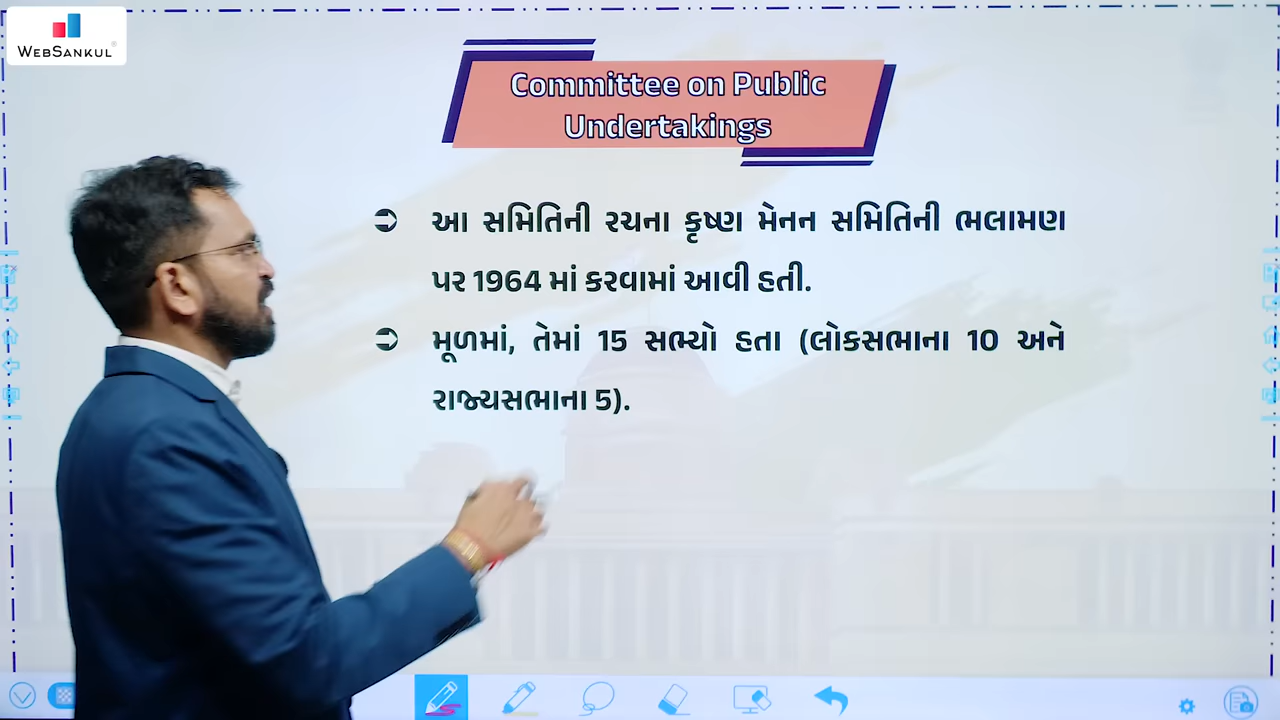 WEBSANKUL
Committee on Public
Undertakings
આ સમિતિની રચના કૃષ્ણ મેનન સમિતિની ભલામણ
પર 1964 માં કરવામાં આવી હતી.
મૂળમાં, તેમાં 15 સભ્યો હતા (લોકસભાના 10 અને
રાજ્યસભાના 5).